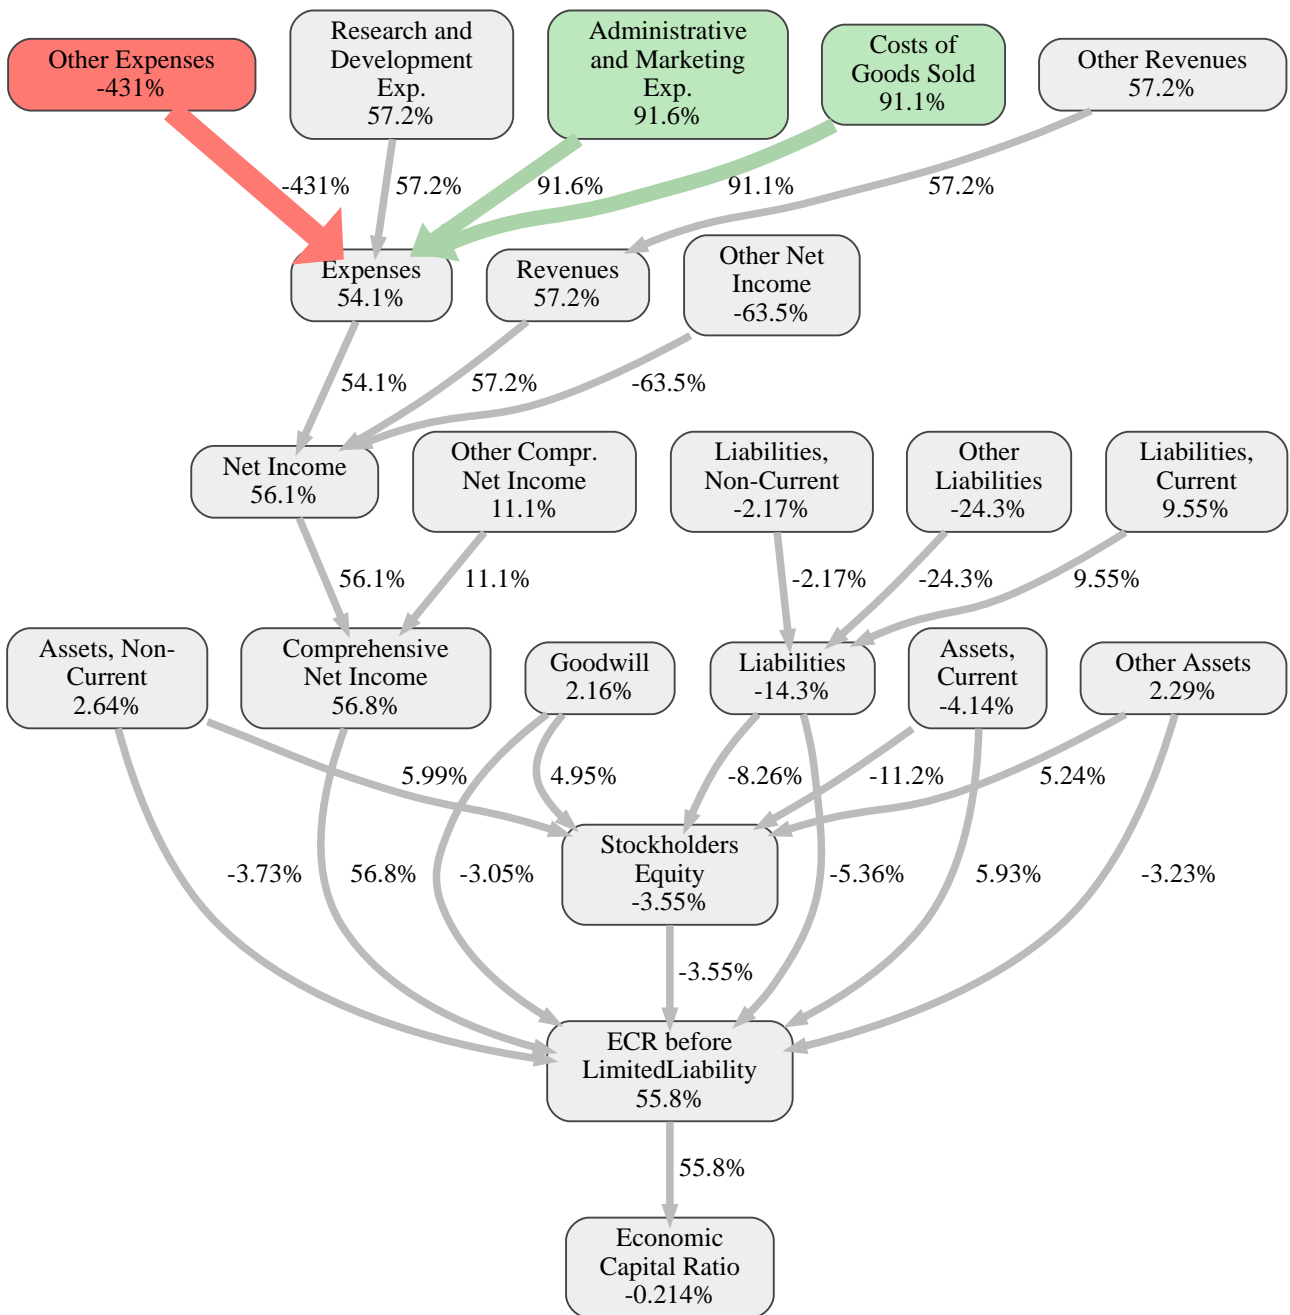 Other Expenses
-431%
Research and
Development
Exp.
57.2%
Administrative
and Marketing
Exp.
91.6%
Costs of
Goods Sold
91.1%
Other Revenues
57.2%
-431%
57.2%
91.6%
91.1%
57.2%
Expenses
54.1%
Revenues
57.2%
Other Net
Income
-63.5%
54.1%
57.2%
-63.5%
Net Income
56.1%
Other Compr.
Net Income
11.1%
Liabilities,
Non-Current
-2.17%
Other
Liabilities
-24.3%
Liabilities,
Current
9.55%
56.1%
11.1%
-2.17%
-24.3%
9.55%
Assets, Non-
Current
2.64%
Comprehensive
Net Income
56.8%
Goodwill
2.16%
Liabilities
-14.3%
Assets,
Current
-4.14%
Other Assets
2.29%
5.99%
4.95%
-8.26%
-11.2%
5.24%
Stockholders
Equity
-3.55%
-3.73%
56.8%
-3.05%
-5.36%
5.93%
-3.23%
-3.55%
ECR before
LimitedLiability
55.8%
55.8%
Economic
Capital Ratio
-0.214%